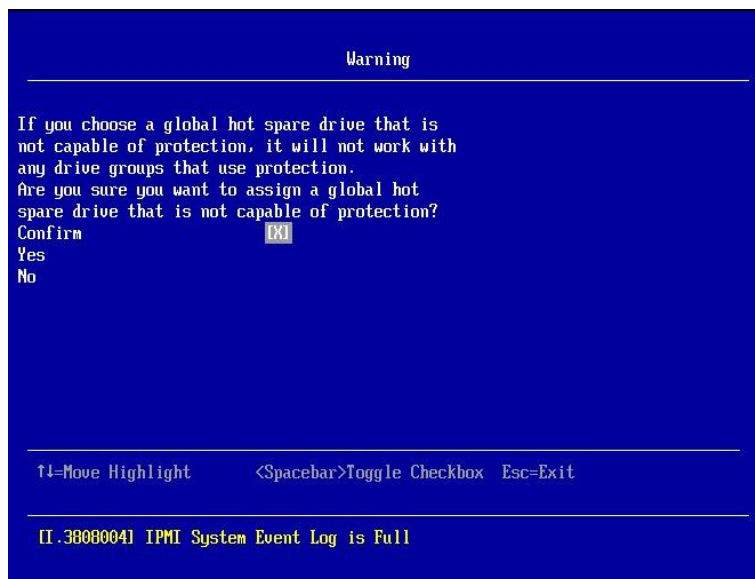 Warning
If you choose a global hot spare drive that is
not capable of protection, it will not work with
any drive groups that use protection.
Are you sure you want to assign a global hot
spare drive that is not capable of protection?
Confirm [X]
Yes
No
↑↓=Move Highlight <Spacebar>Toggle Checkbox Esc=Exit
[I.3808004] IPMI System Event Log is Full